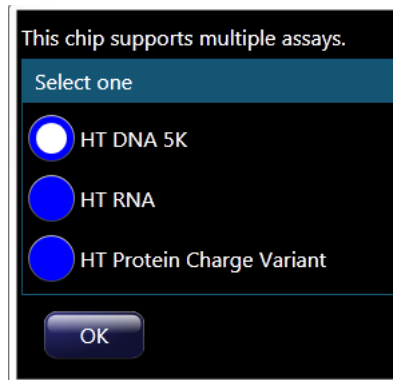 This chip supports multiple assays.
Select one
HT DNA 5K
HT RNA
HT Protein Charge Variant
OK